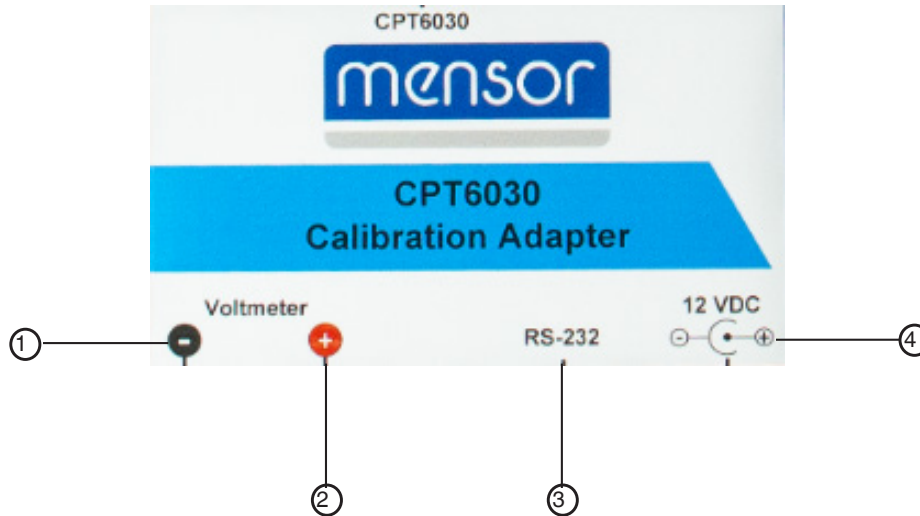 CPT6030
mensor
CPT6030
Calibration Adapter
Voltmeter
12 VDC
- + RS-232 - +
1 4
2 3